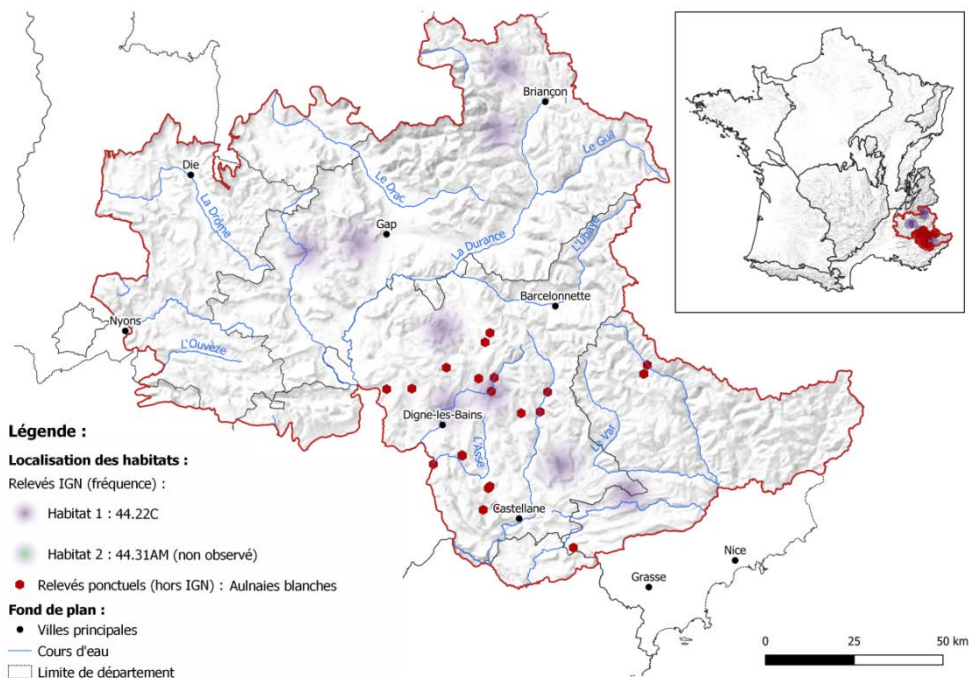 Briançon
Le Guil
Die
Le Drac
La Drôme
Gap
La Durance
L'Ubaye
Barcelonnette
Nyons
L'Ouvèze
Digne-les-Bains
L'Asse
Le Var
Castellane
Nice
Grasse
Légende :
Localisation des habitats :
Relevés IGN (fréquence) :
Habitat 1 : 44.22C
Habitat 2 : 44.31AM (non observé)
Relevés ponctuels (hors IGN) : Aulnaies blanches
Fond de plan :
Villes principales
Cours d'eau
Limite de département
0 25 50 km